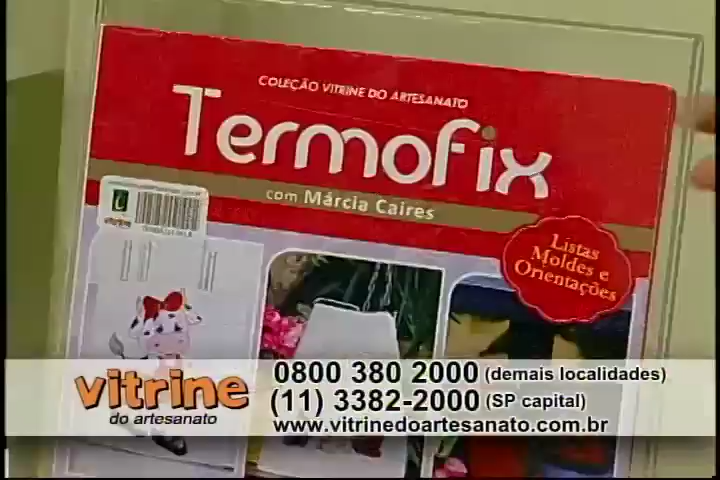 COLEÇÃO VITRINE DO ARTESANATO
Termofix
com Márcia Caires
Listas
Moldes e
Orientações
vitrine
do artesanato
0800 380 2000 (demais localidades)
(11) 3382-2000 (SP capital)
www.vitrinedoartesanato.com.br